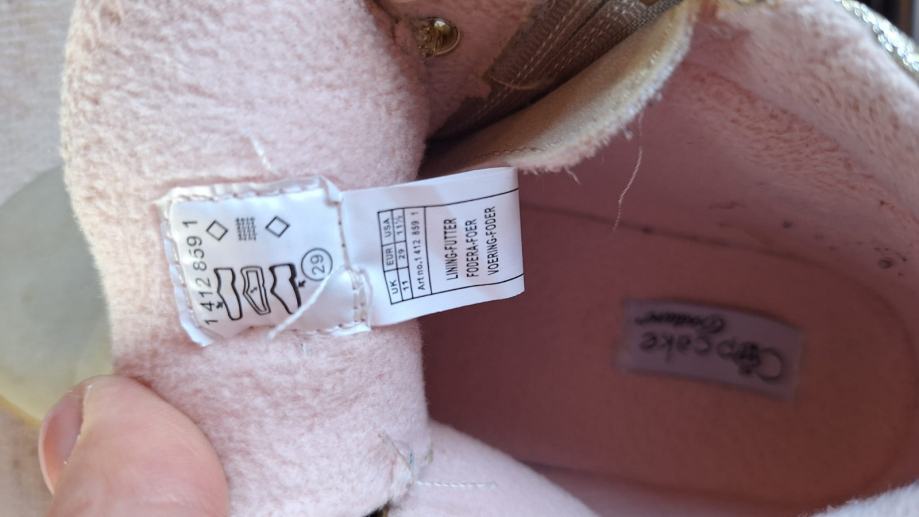 1 412 859 1
29
UK EUR USA
11 29 11½
Art no.1 412 859 1
LINING-FUTTER
FODERA-FOER
VOERING-FODER
Cupcake
Couture